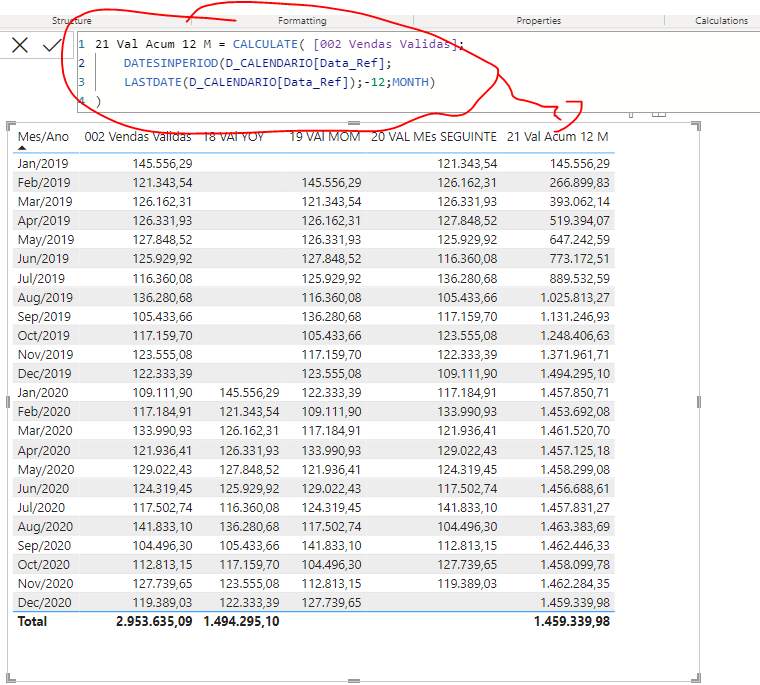 Structure Formatting Properties Calculations
1 21 Val Acum 12 M = CALCULATE( [002 Vendas Validas];
2 DATESINPERIOD(D_CALENDARIO[Data_Ref];
3 LASTDATE(D_CALENDARIO[Data_Ref]);-12;MONTH)
4 )
Mes/Ano 002 Vendas Validas 18 VAl YOY 19 VAl MOM 20 VAL MEs SEGUINTE 21 Val Acum 12 M
Jan/2019 145.556,29 121.343,54 145.556,29
Feb/2019 121.343,54 145.556,29 126.162,31 266.899,83
Mar/2019 126.162,31 121.343,54 126.331,93 393.062,14
Apr/2019 126.331,93 126.162,31 127.848,52 519.394,07
May/2019 127.848,52 126.331,93 125.929,92 647.242,59
Jun/2019 125.929,92 127.848,52 116.360,08 773.172,51
Jul/2019 116.360,08 125.929,92 136.280,68 889.532,59
Aug/2019 136.280,68 116.360,08 105.433,66 1.025.813,27
Sep/2019 105.433,66 136.280,68 117.159,70 1.131.246,93
Oct/2019 117.159,70 105.433,66 123.555,08 1.248.406,63
Nov/2019 123.555,08 117.159,70 122.333,39 1.371.961,71
Dec/2019 122.333,39 123.555,08 109.111,90 1.494.295,10
Jan/2020 109.111,90 145.556,29 122.333,39 117.184,91 1.457.850,71
Feb/2020 117.184,91 121.343,54 109.111,90 133.990,93 1.453.692,08
Mar/2020 133.990,93 126.162,31 117.184,91 121.936,41 1.461.520,70
Apr/2020 121.936,41 126.331,93 133.990,93 129.022,43 1.457.125,18
May/2020 129.022,43 127.848,52 121.936,41 124.319,45 1.458.299,08
Jun/2020 124.319,45 125.929,92 129.022,43 117.502,74 1.456.688,61
Jul/2020 117.502,74 116.360,08 124.319,45 141.833,10 1.457.831,27
Aug/2020 141.833,10 136.280,68 117.502,74 104.496,30 1.463.383,69
Sep/2020 104.496,30 105.433,66 141.833,10 112.813,15 1.462.446,33
Oct/2020 112.813,15 117.159,70 104.496,30 127.739,65 1.458.099,78
Nov/2020 127.739,65 123.555,08 112.813,15 119.389,03 1.462.284,35
Dec/2020 119.389,03 122.333,39 127.739,65 1.459.339,98
Total 2.953.635,09 1.494.295,10 1.459.339,98